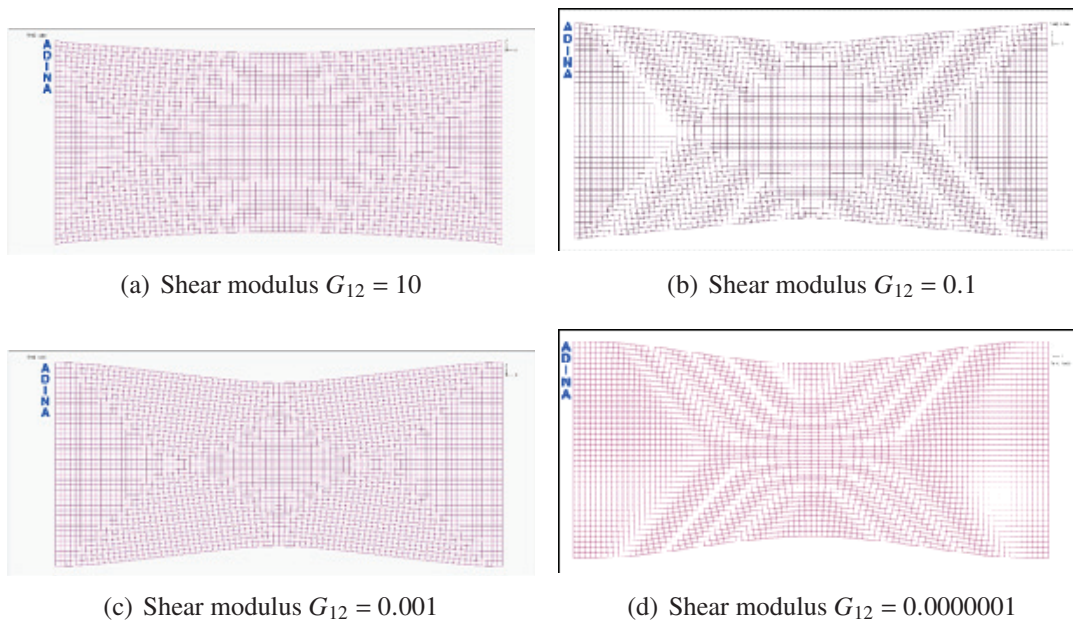 ADINA
ADINA
(a) Shear modulus G₁₂ = 10
(b) Shear modulus G₁₂ = 0.1
ADINA
ADINA
(c) Shear modulus G₁₂ = 0.001
(d) Shear modulus G₁₂ = 0.0000001